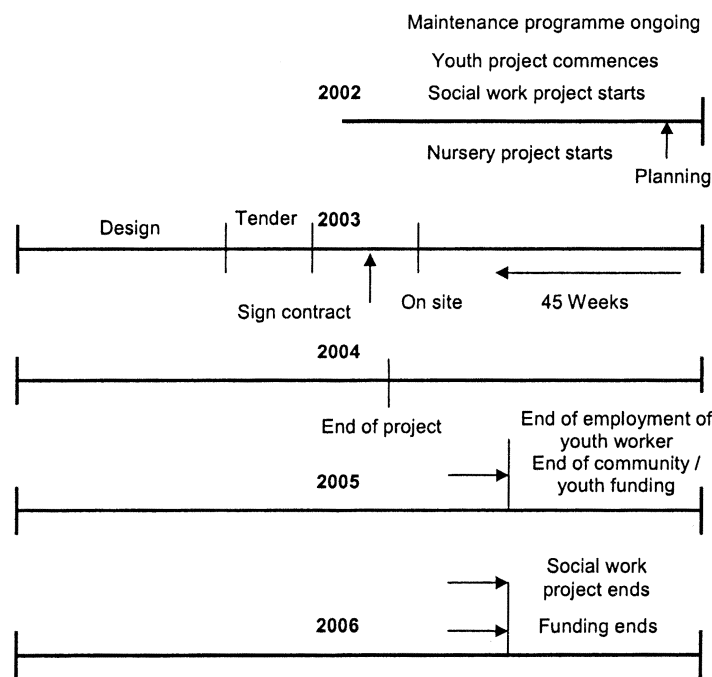 Maintenance programme ongoing
Youth project commences
2002 Social work project starts
Nursery project starts
Planning
Design Tender 2003
Sign contract On site 45 Weeks
2004
End of project
End of employment of
youth worker
End of community /
youth funding
2005
Social work
project ends
2006 Funding ends